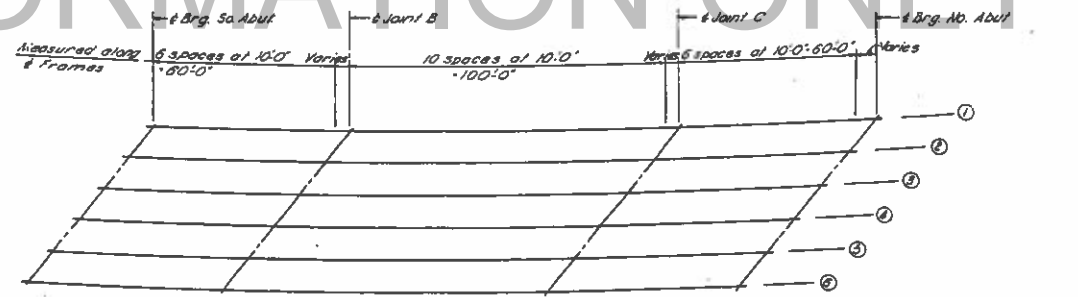 FORMATION ONLY
℄ Brg. So. Abut.
℄ Joint B
℄ Joint C
℄ Brg. No. Abut
Measured along ℄ Frames
6 spaces at 10'-0" = 60'-0"
Varies
10 spaces at 10'-0" = 100'-0"
Varies
6 spaces at 10'-0" = 60'-0"
Varies
①
②
③
④
⑤